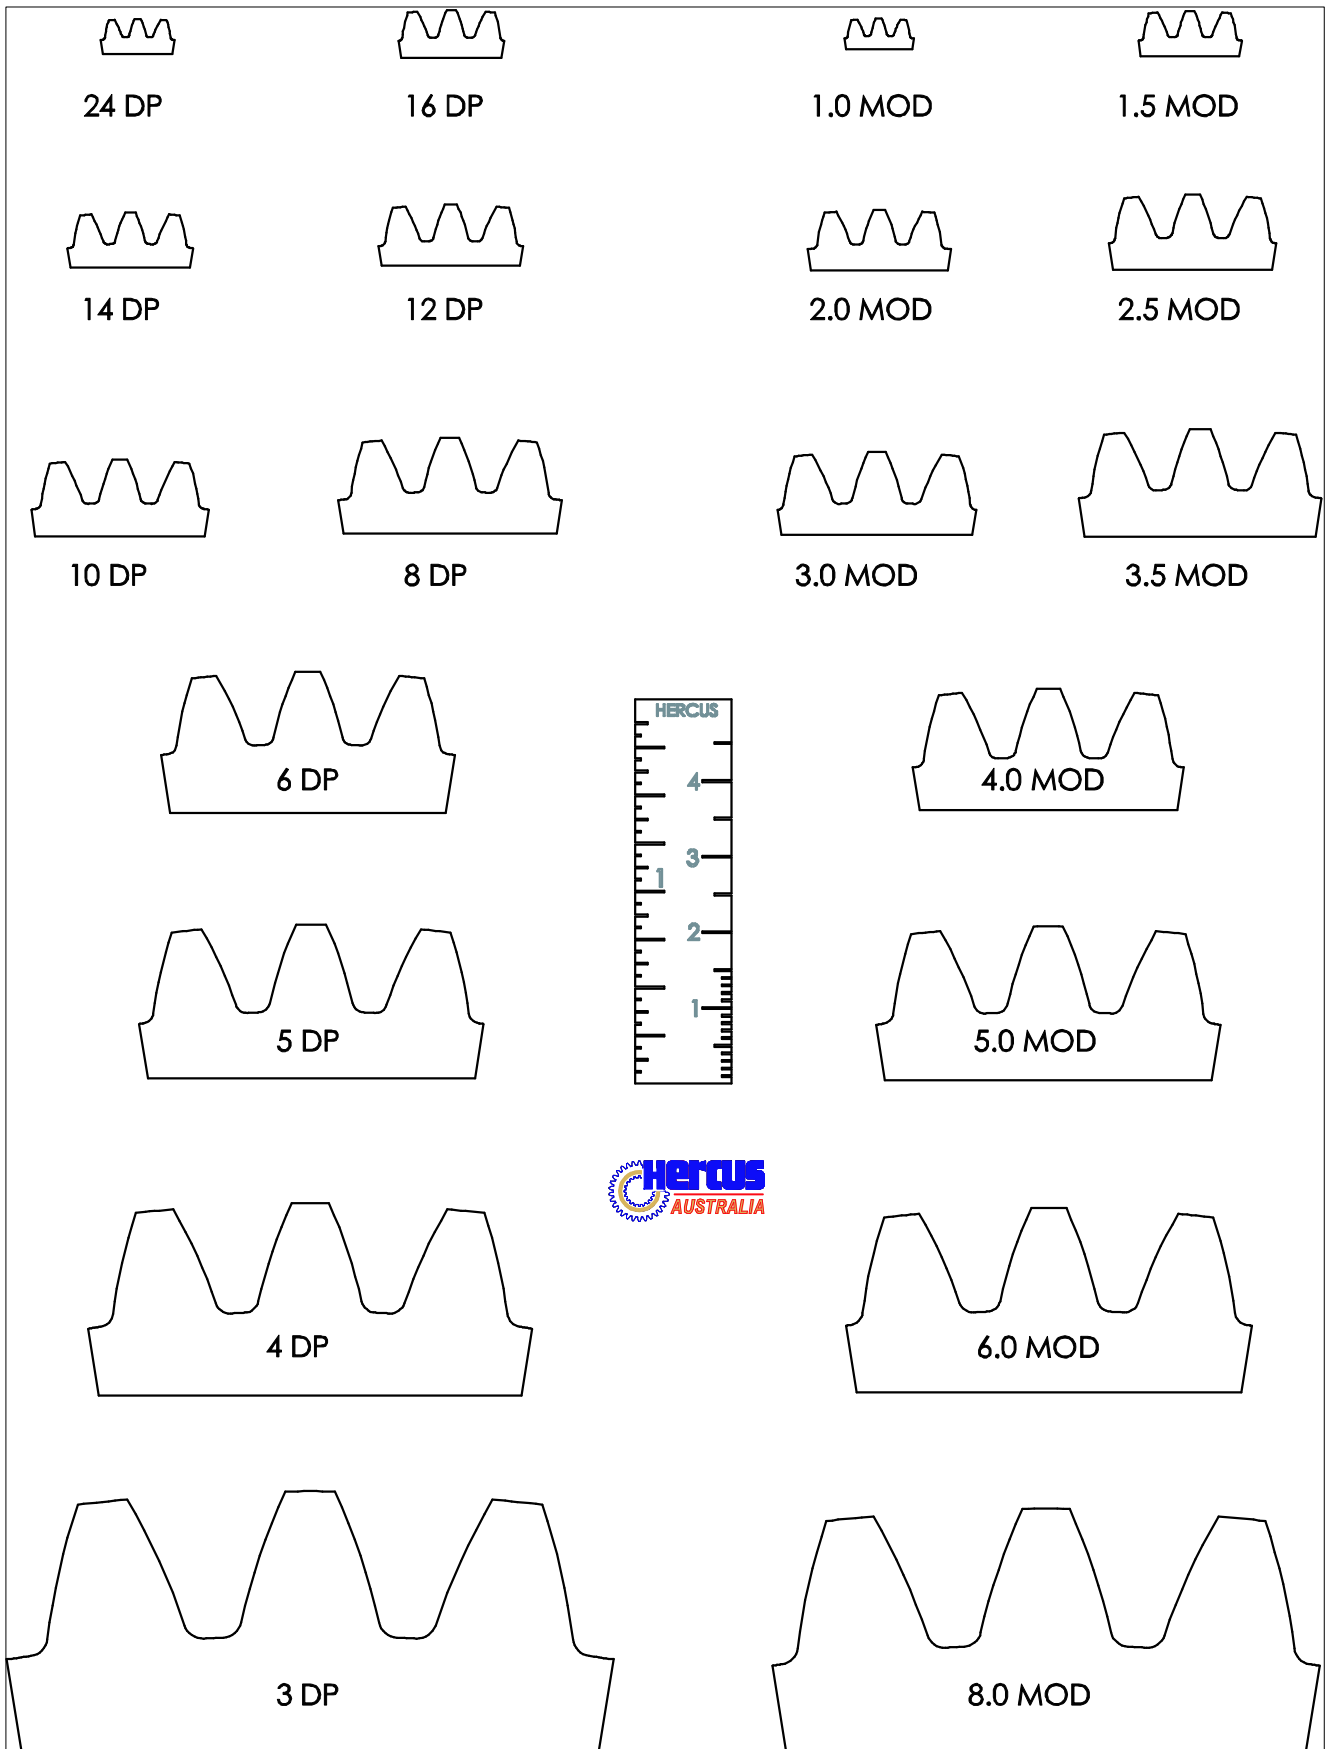 24 DP
16 DP
1.0 MOD
1.5 MOD
14 DP
12 DP
2.0 MOD
2.5 MOD
10 DP
8 DP
3.0 MOD
3.5 MOD
HERCUS
6 DP
4
4.0 MOD
3
1
2
1
5 DP
5.0 MOD
Hercus
AUSTRALIA
4 DP
6.0 MOD
3 DP
8.0 MOD